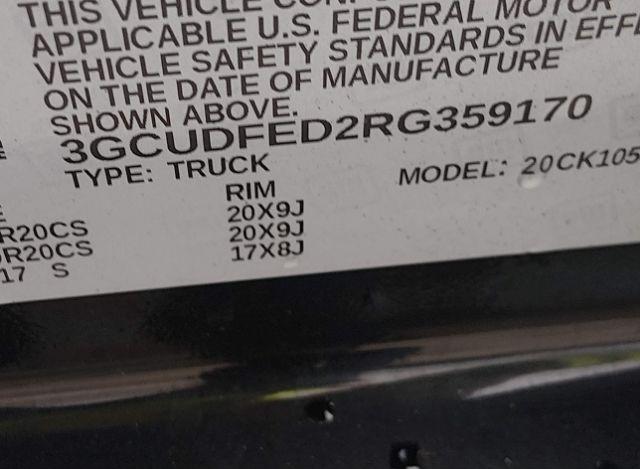 THIS VEHICLE
APPLICABLE U.S. FEDERAL MOTOR
VEHICLE SAFETY STANDARDS IN EFFE
ON THE DATE OF MANUFACTURE
SHOWN ABOVE.
3GCUDFED2RG359170
TYPE: TRUCK MODEL: 20CK105
RIM
20X9J
R20CS 20X9J
R20CS 17X8J
17 S